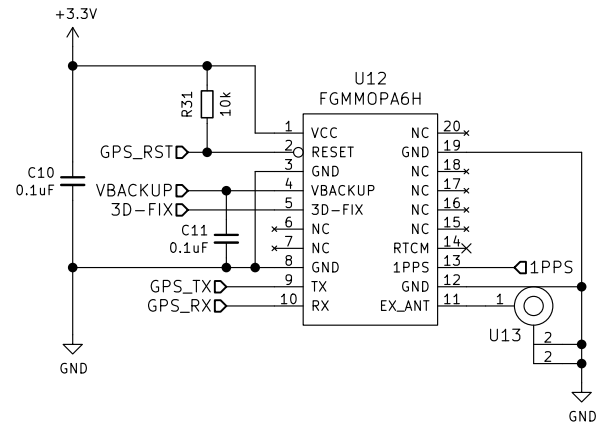 +3.3V
U12
FGMMOPA6H
R31
10k
1 VCC NC 20
GPS_RST 2 RESET GND 19
3 GND NC 18
VBACKUP 4 VBACKUP NC 17
3D-FIX 5 3D-FIX NC 16
C10
0.1uF
6 NC NC 15
C11
0.1uF
7 NC RTCM 14
8 GND 1PPS 13 1PPS
GPS_TX 9 TX GND 12
GPS_RX 10 RX EX_ANT 11 1
U13
2
2
GND
GND